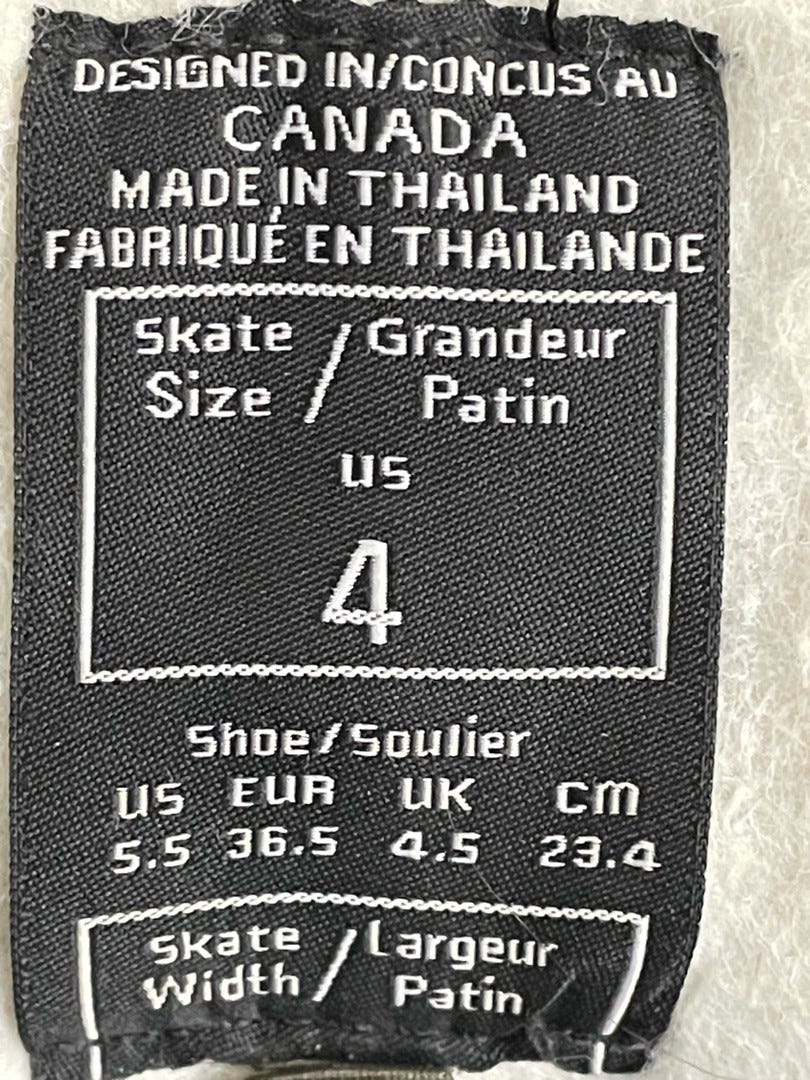 DESIGNED IN/CONCUS AU
CANADA
MADE IN THAILAND
FABRIQUÉ EN THAILANDE
Skate / Grandeur
Size Patin
US
4
Shoe/Soulier
US EUR UK CM
5.5 36.5 4.5 23.4
Skate / Largeur
Width Patin